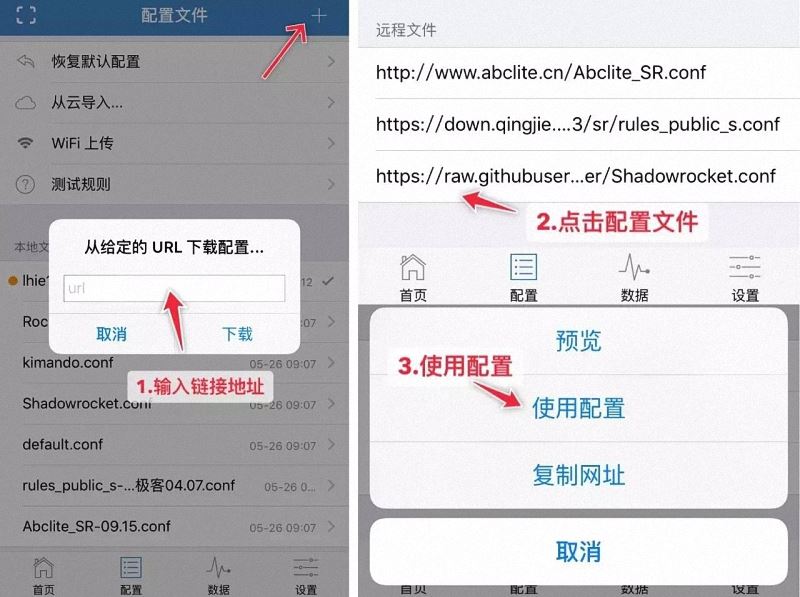 配置文件
恢复默认配置
从云导入...
WiFi 上传
测试规则
本地文
从给定的 URL 下载配置...
url
取消
下载
lhie1
12
Roc
:07
kimando.conf
05-26 09:07
1.输入链接地址
Shadowrocket.conf
05-26 09:07
default.conf
05-26 09:07
rules_public_s-...极客04.07.conf
05-26 0...
Abclite_SR-09.15.conf
05-26 09:07
首页
配置
数据
设置
远程文件
http://www.abclite.cn/Abclite_SR.conf
https://down.qingjie....3/sr/rules_public_s.conf
https://raw.githubuser...er/Shadowrocket.conf
2.点击配置文件
首页
配置
数据
设置
预览
3.使用配置
使用配置
复制网址
取消
首页
配置
数据
设置